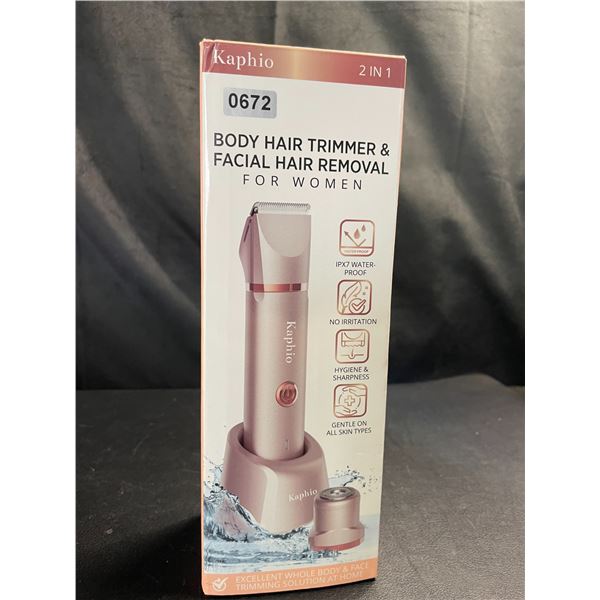 Kaphio
2 IN 1
0672
BODY HAIR TRIMMER &
FACIAL HAIR REMOVAL
FOR WOMEN
WATERPROOF
IPX7 WATER-
PROOF
NO IRRITATION
HYGIENE &
SHARPNESS
GENTLE ON
ALL SKIN TYPES
Kaphio
Kaphio
EXCELLENT WHOLE BODY & FACE
TRIMMING SOLUTION AT HOME